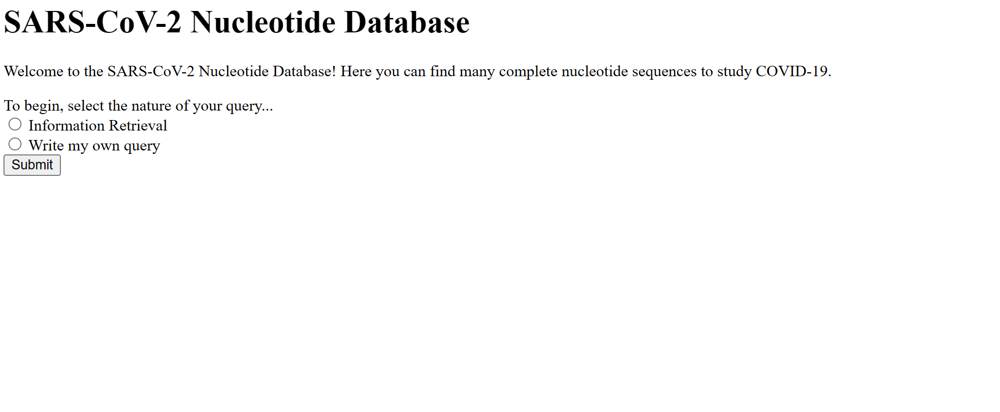 SARS-CoV-2 Nucleotide Database
Welcome to the SARS-CoV-2 Nucleotide Database! Here you can find many complete nucleotide sequences to study COVID-19.
To begin, select the nature of your query...
Information Retrieval
Write my own query
Submit